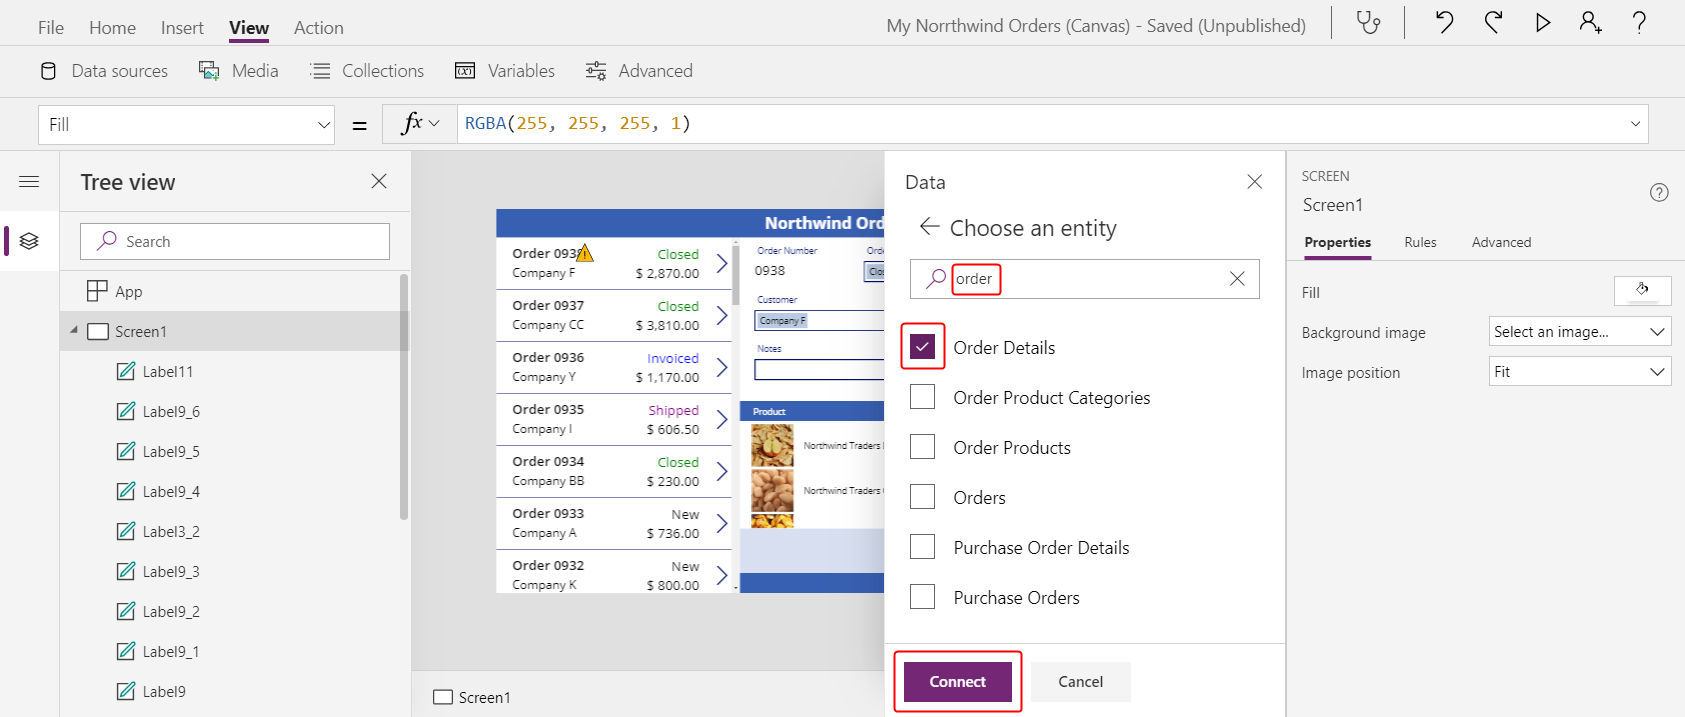 File Home Insert View Action My Norrthwind Orders (Canvas) - Saved (Unpublished)
Data sources Media Collections Variables Advanced
Fill = fx RGBA(255, 255, 255, 1)
Tree view
Search
App
Screen1
Label11
Label9_6
Label9_5
Label9_4
Label3_2
Label9_3
Label9_2
Label9_1
Label9
Northwind Ord
Order 0938 Closed
Company F $ 2,870.00
Order 0937 Closed
Company CC $ 3,810.00
Order 0936 Invoiced
Company Y $ 1,170.00
Order 0935 Shipped
Company I $ 606.50
Order 0934 Closed
Company BB $ 230.00
Order 0933 New
Company A $ 736.00
Order 0932 New
Company K $ 800.00
Order Number Ord
0938 Clo
Customer
Company F
Notes
Product
Northwind Traders
Northwind Traders
Screen1
Data
Choose an entity
order
Order Details
Order Product Categories
Order Products
Orders
Purchase Order Details
Purchase Orders
Connect Cancel
SCREEN
Screen1
Properties Rules Advanced
Fill
Background image Select an image...
Image position Fit